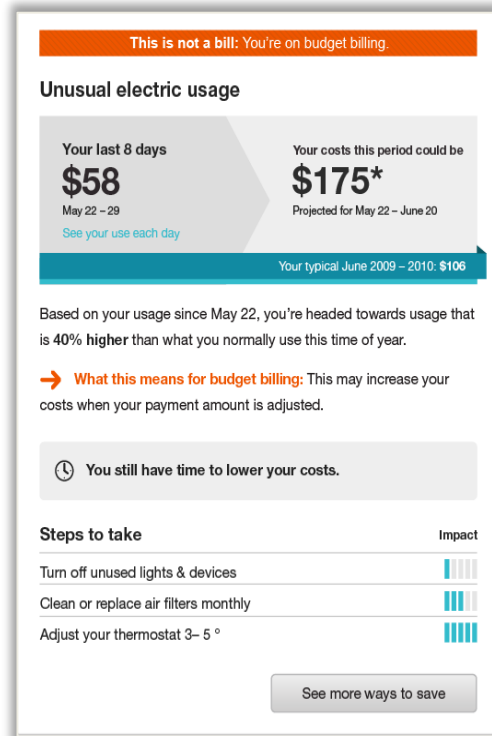 This is not a bill: You're on budget billing.
Unusual electric usage
Your last 8 days
$58
May 22 – 29
See your use each day
Your costs this period could be
$175*
Projected for May 22 – June 20
Your typical June 2009 – 2010: $106
Based on your usage since May 22, you're headed towards usage that
is 40% higher than what you normally use this time of year.
What this means for budget billing: This may increase your
costs when your payment amount is adjusted.
You still have time to lower your costs.
Steps to take Impact
Turn off unused lights & devices
Clean or replace air filters monthly
Adjust your thermostat 3– 5 °
See more ways to save